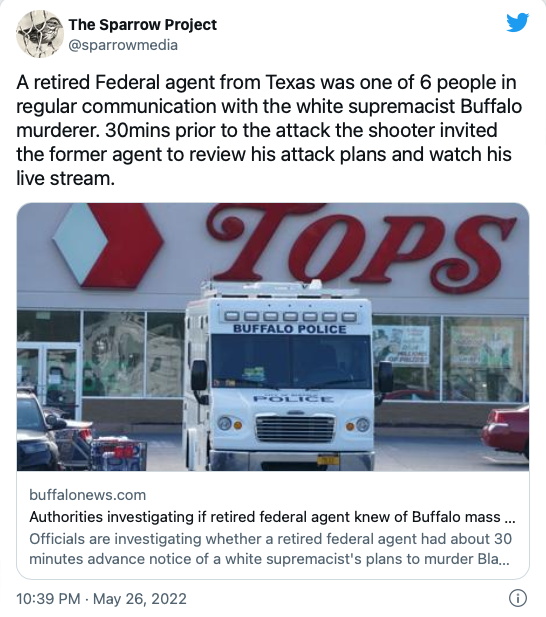 The Sparrow Project
@sparrowmedia
A retired Federal agent from Texas was one of 6 people in
regular communication with the white supremacist Buffalo
murderer. 30mins prior to the attack the shooter invited
the former agent to review his attack plans and watch his
live stream.
TOPS
BUFFALO POLICE
POLICE
buffalonews.com
Authorities investigating if retired federal agent knew of Buffalo mass ...
Officials are investigating whether a retired federal agent had about 30
minutes advance notice of a white supremacist's plans to murder Bla...
10:39 PM · May 26, 2022